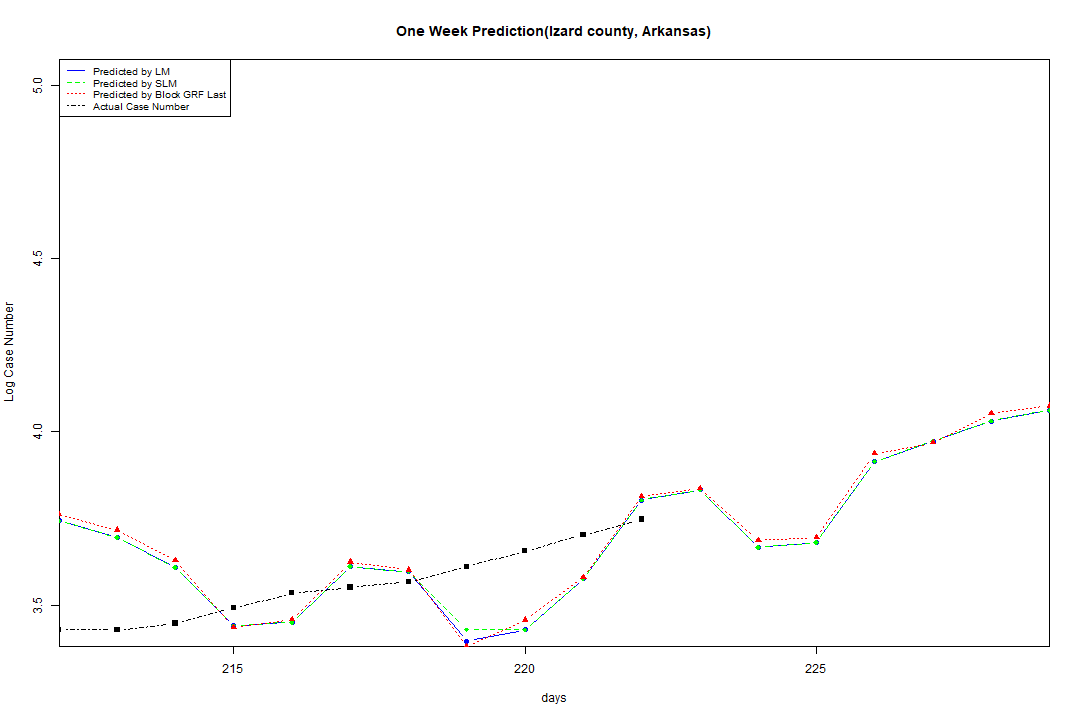 One Week Prediction(Izard county, Arkansas)
Predicted by LM
Predicted by SLM
Predicted by Block GRF Last
Actual Case Number
5.0
4.5
4.0
3.5
Log Case Number
215 220 225
days